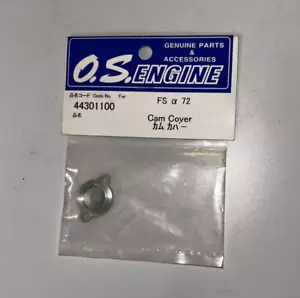 GENUINE PARTS
&
ACCESSORIES
O.S.ENGINE
品名コード Code No. For
44301100
FS α 72
品名
Cam Cover
カム カバー